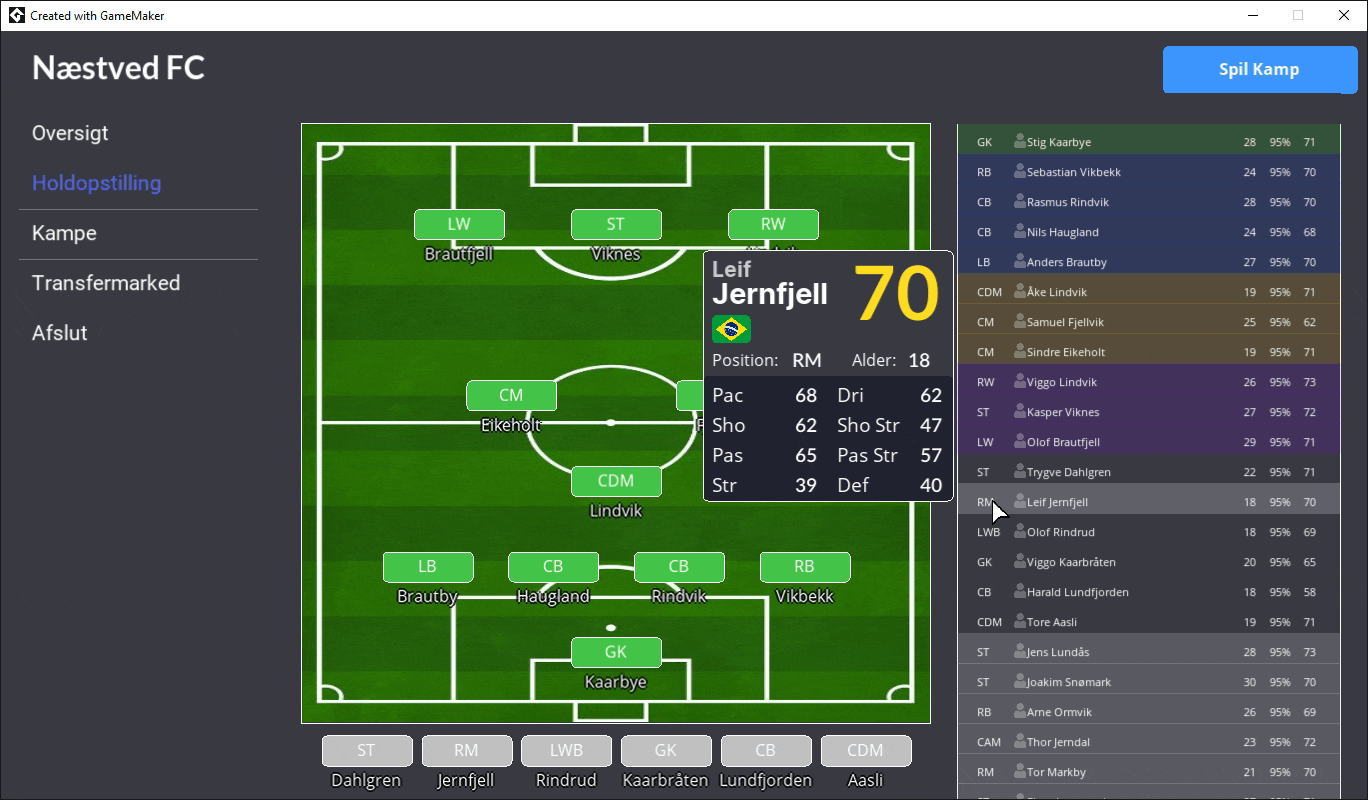 Created with GameMaker
Næstved FC
Spil Kamp
Oversigt
Holdopstilling
Kampe
Transfermarked
Afslut
LW
ST
RW
Brautfjell
Viknes
CM
Eikeholt
CDM
Lindvik
LB
CB
CB
RB
Brautby
Haugland
Rindvik
Vikbekk
GK
Kaarbye
ST
RM
LWB
GK
CB
CDM
Dahlgren
Jernfjell
Rindrud
Kaarbråten
Lundfjorden
Aasli
Leif
Jernfjell
70
Position: RM Alder: 18
Pac 68 Dri 62
Sho 62 Sho Str 47
Pas 65 Pas Str 57
Str 39 Def 40
GK Stig Kaarbye 28 95% 71
RB Sebastian Vikbekk 24 95% 70
CB Rasmus Rindvik 28 95% 70
CB Nils Haugland 24 95% 68
LB Anders Brautby 27 95% 70
CDM Åke Lindvik 19 95% 71
CM Samuel Fjellvik 25 95% 62
CM Sindre Eikeholt 19 95% 71
RW Viggo Lindvik 26 95% 73
ST Kasper Viknes 27 95% 72
LW Olof Brautfjell 29 95% 71
ST Trygve Dahlgren 22 95% 71
RM Leif Jernfjell 18 95% 70
LWB Olof Rindrud 18 95% 69
GK Viggo Kaarbråten 20 95% 65
CB Harald Lundfjorden 18 95% 58
CDM Tore Aasli 19 95% 71
ST Jens Lundås 28 95% 73
ST Joakim Snømark 30 95% 70
RB Arne Ormvik 26 95% 69
CAM Thor Jerndal 23 95% 72
RM Tor Markby 21 95% 70